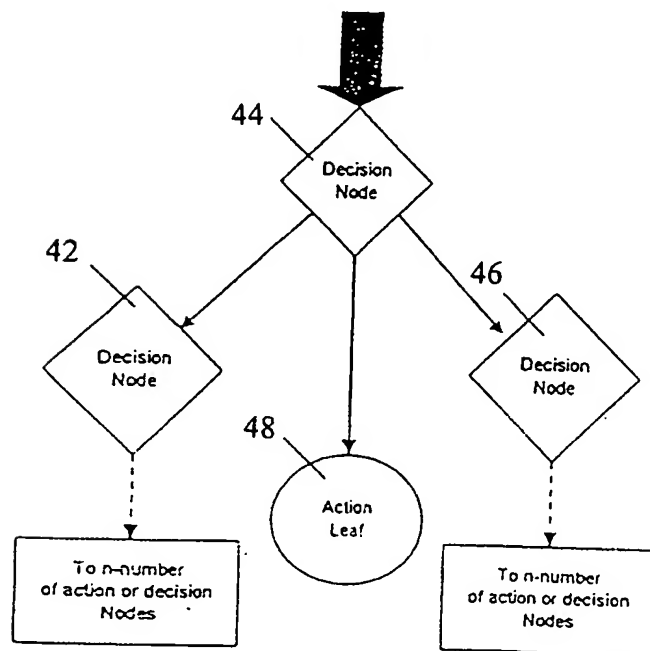 44
Decision
Node
42
Decision
Node
46
Decision
Node
48
Action
Leaf
To n-number
of action or decision
Nodes
To n-number
of action or decision
Nodes